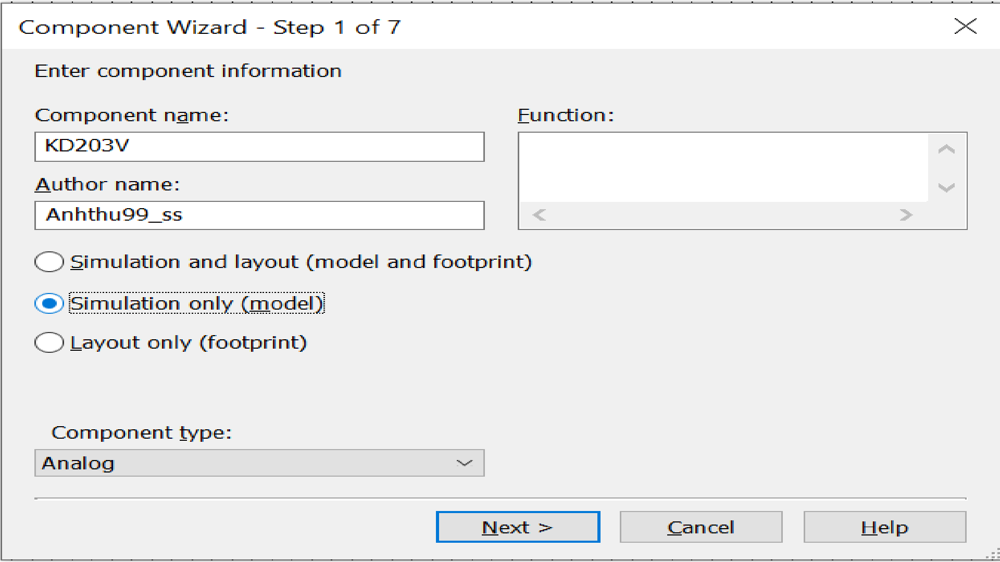 Component Wizard - Step 1 of 7
Enter component information
Component name:
KD203V
Function:
Author name:
Anhthu99_ss
Simulation and layout (model and footprint)
Simulation only (model)
Layout only (footprint)
Component type:
Analog
Next >
Cancel
Help